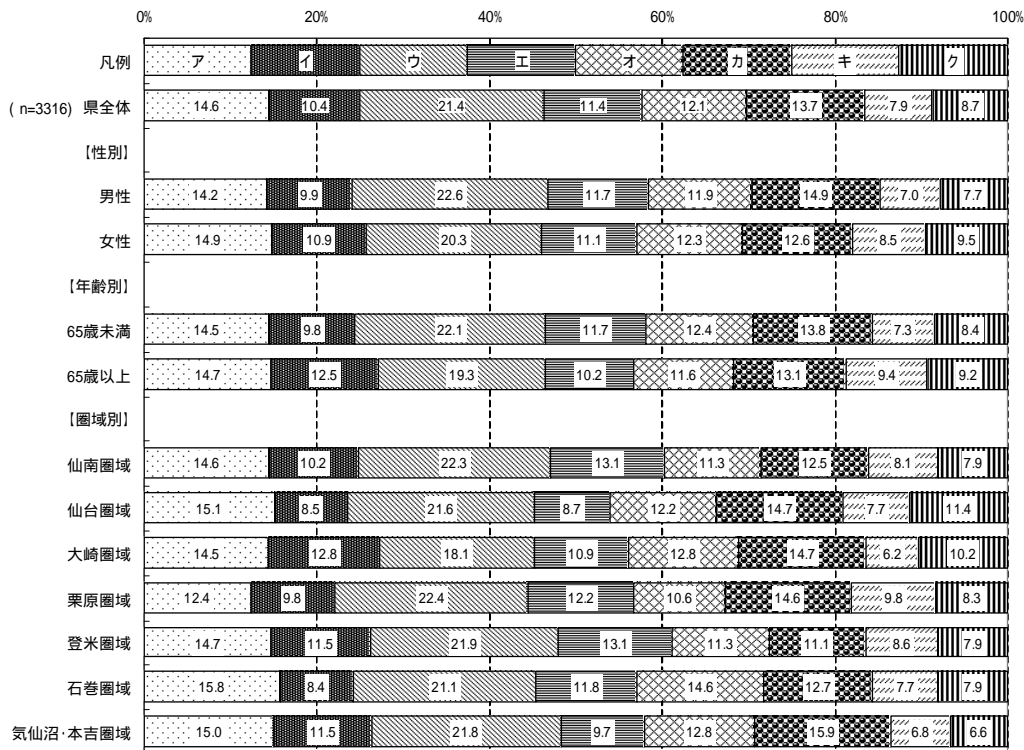 0% 20% 40% 60% 80% 100%
凡例 ア イ ウ エ オ カ キ ク
( n=3316) 県全体 14.6 10.4 21.4 11.4 12.1 13.7 7.9 8.7
【性別】
男性 14.2 9.9 22.6 11.7 11.9 14.9 7.0 7.7
女性 14.9 10.9 20.3 11.1 12.3 12.6 8.5 9.5
【年齢別】
65歳未満 14.5 9.8 22.1 11.7 12.4 13.8 7.3 8.4
65歳以上 14.7 12.5 19.3 10.2 11.6 13.1 9.4 9.2
【圏域別】
仙南圏域 14.6 10.2 22.3 13.1 11.3 12.5 8.1 7.9
仙台圏域 15.1 8.5 21.6 8.7 12.2 14.7 7.7 11.4
大崎圏域 14.5 12.8 18.1 10.9 12.8 14.7 6.2 10.2
栗原圏域 12.4 9.8 22.4 12.2 10.6 14.6 9.8 8.3
登米圏域 14.7 11.5 21.9 13.1 11.3 11.1 8.6 7.9
石巻圏域 15.8 8.4 21.1 11.8 14.6 12.7 7.7 7.9
気仙沼･本吉圏域 15.0 11.5 21.8 9.7 12.8 15.9 6.8 6.6